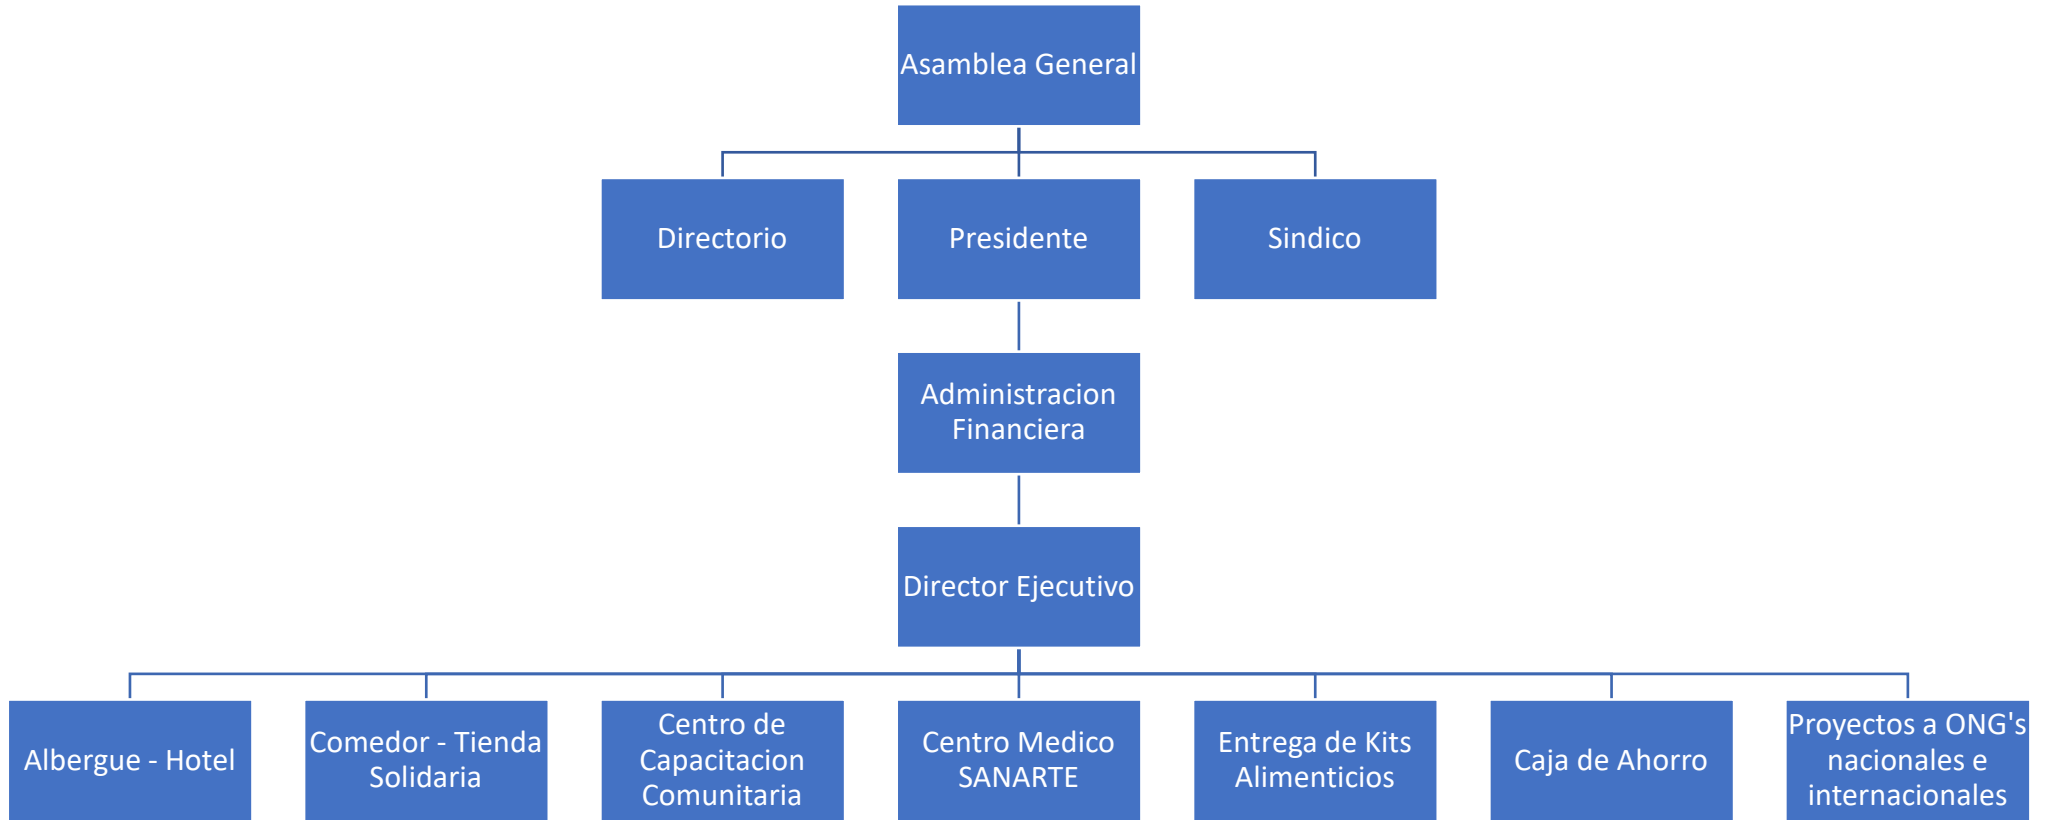 Asamblea General
Directorio
Presidente
Sindico
Administracion
Financiera
Director Ejecutivo
Albergue - Hotel
Comedor - Tienda
Solidaria
Centro de
Capacitacion
Comunitaria
Centro Medico
SANARTE
Entrega de Kits
Alimenticios
Caja de Ahorro
Proyectos a ONG's
nacionales e
internacionales